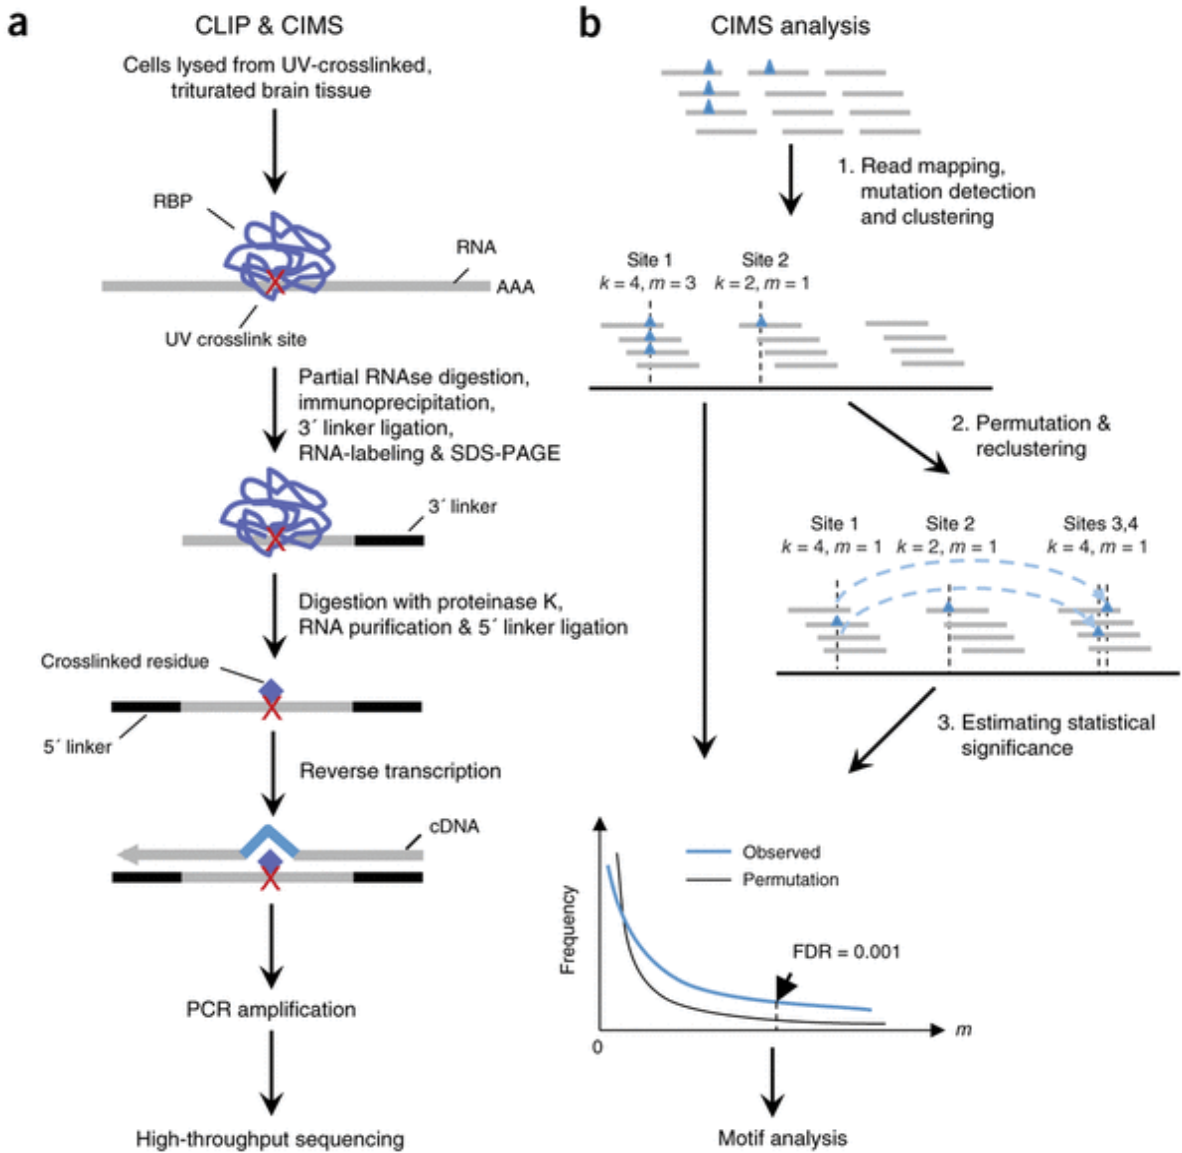 a
CLIP & CIMS
Cells lysed from UV-crosslinked,
triturated brain tissue
RBP
RNA
AAA
UV crosslink site
Partial RNAse digestion,
immunoprecipitation,
3´ linker ligation,
RNA-labeling & SDS-PAGE
3´ linker
Digestion with proteinase K,
RNA purification & 5´ linker ligation
Crosslinked residue
5´ linker
Reverse transcription
cDNA
PCR amplification
High-throughput sequencing
b
CIMS analysis
1. Read mapping,
mutation detection
and clustering
Site 1
k = 4, m = 3
Site 2
k = 2, m = 1
2. Permutation &
reclustering
Site 1
k = 4, m = 1
Site 2
k = 2, m = 1
Sites 3,4
k = 4, m = 1
3. Estimating statistical
significance
Frequency
Observed
Permutation
FDR = 0.001
m
0
Motif analysis